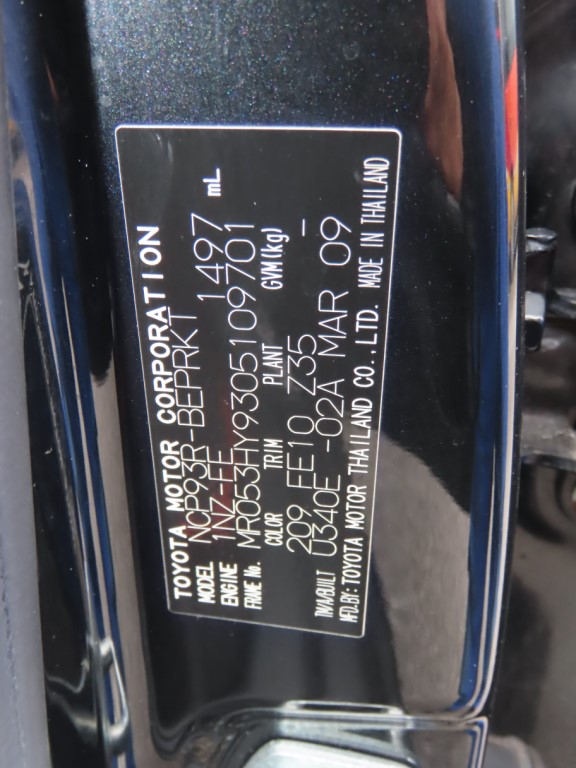 TOYOTA MOTOR CORPORATION
MODEL NCP93R-BEPRKT
ENGINE 1NZ-FE 1497 mL
FRAME No. MR053HY9305109701
COLOR TRIM PLANT GVM(kg)
209 FE10 Z35 -
TM/A/BUILT U340E -02A MAR 09
MFD.BY: TOYOTA MOTOR THAILAND CO.,LTD. MADE IN THAILAND